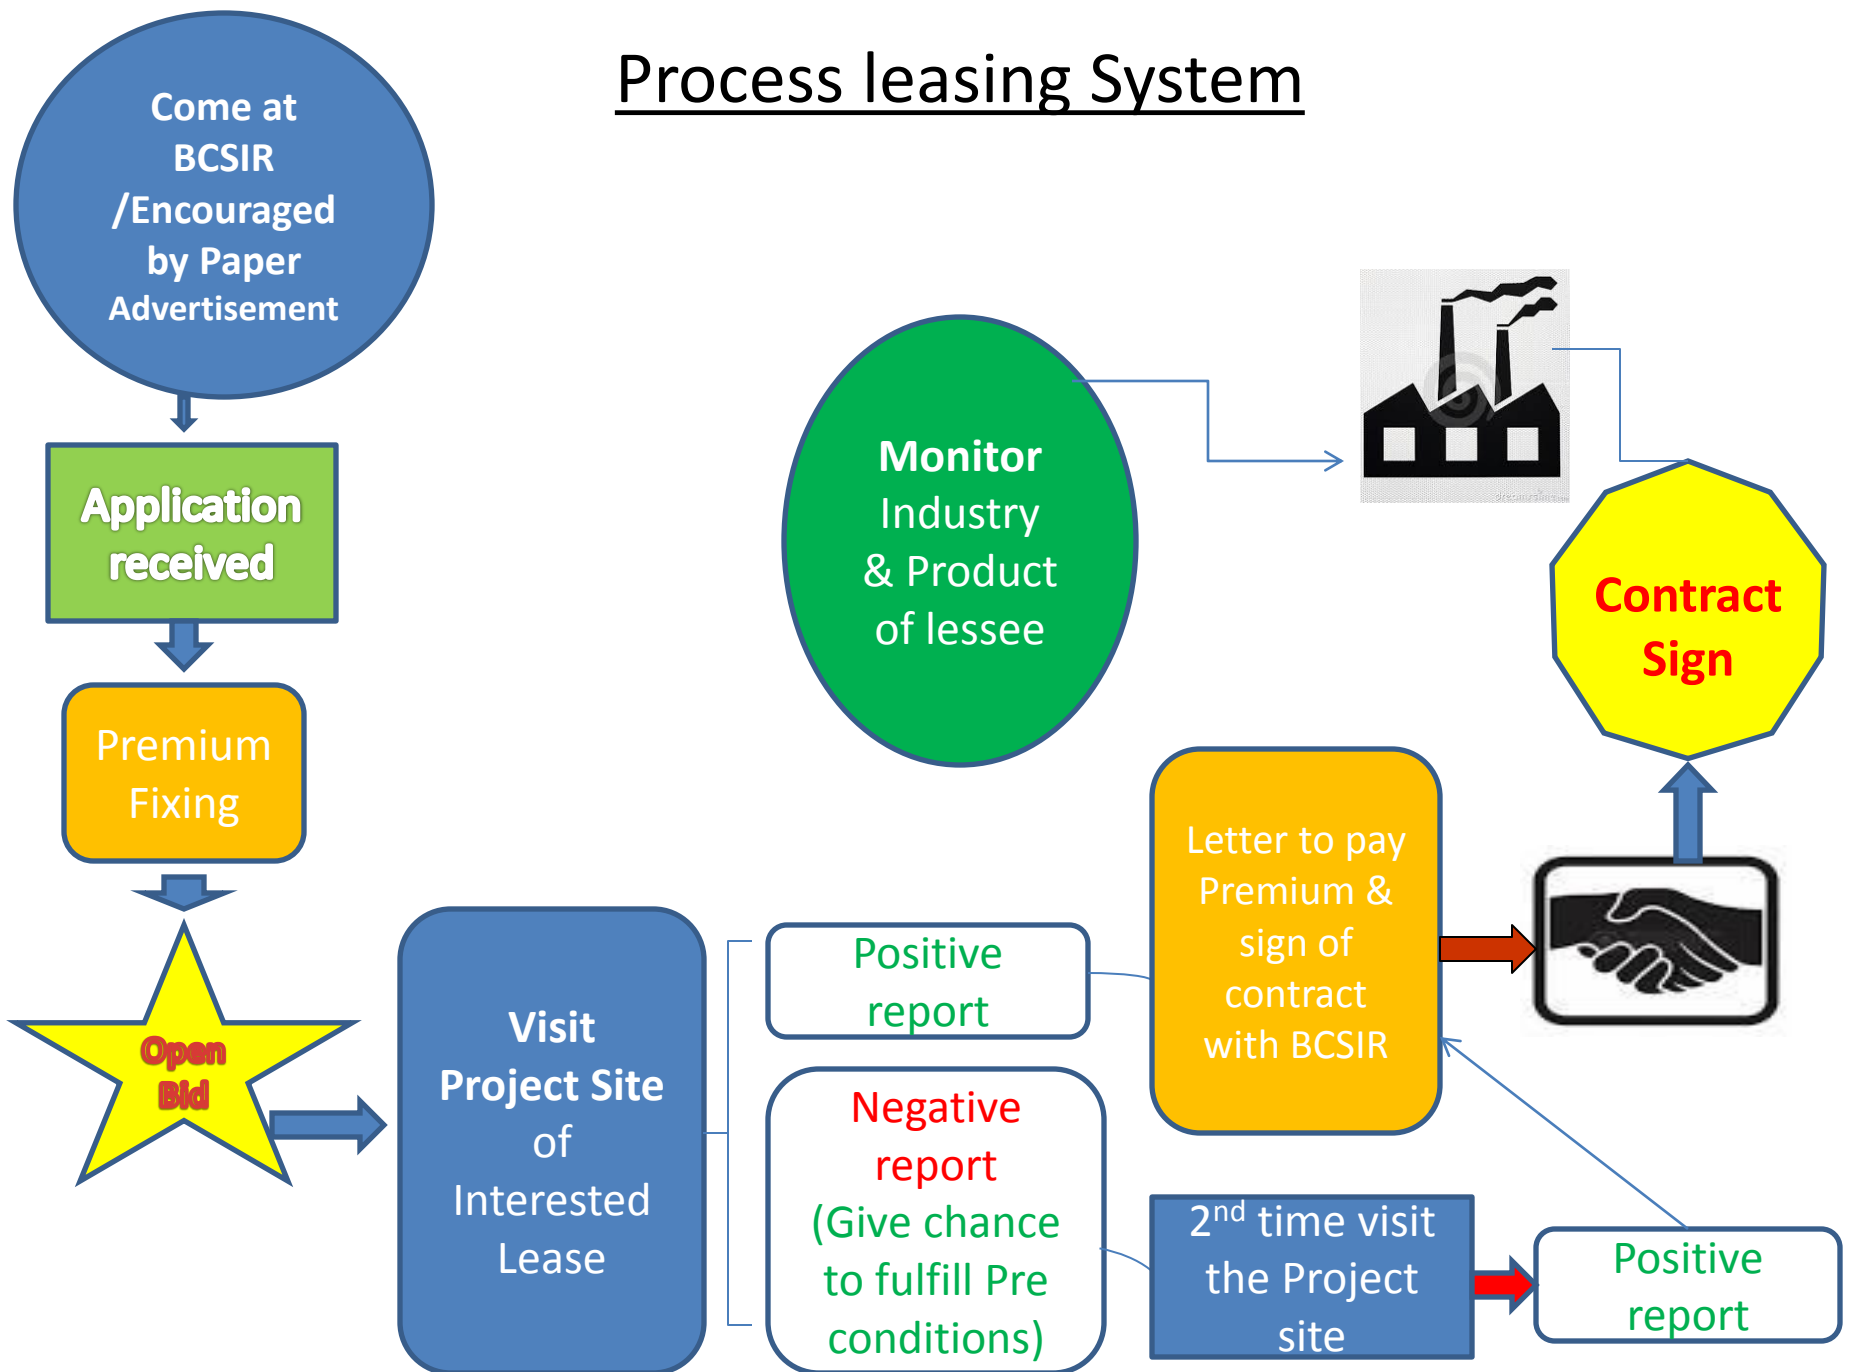 Process leasing System
Come at
BCSIR
/Encouraged
by Paper
Advertisement
Application
received
Premium
Fixing
Open
Bid
Visit
Project Site
of
Interested
Lease
Positive
report
Negative
report
(Give chance
to fulfill Pre
conditions)
2nd time visit
the Project
site
Positive
report
Letter to pay
Premium &
sign of
contract
with BCSIR
Contract
Sign
Monitor
Industry
& Product
of lessee